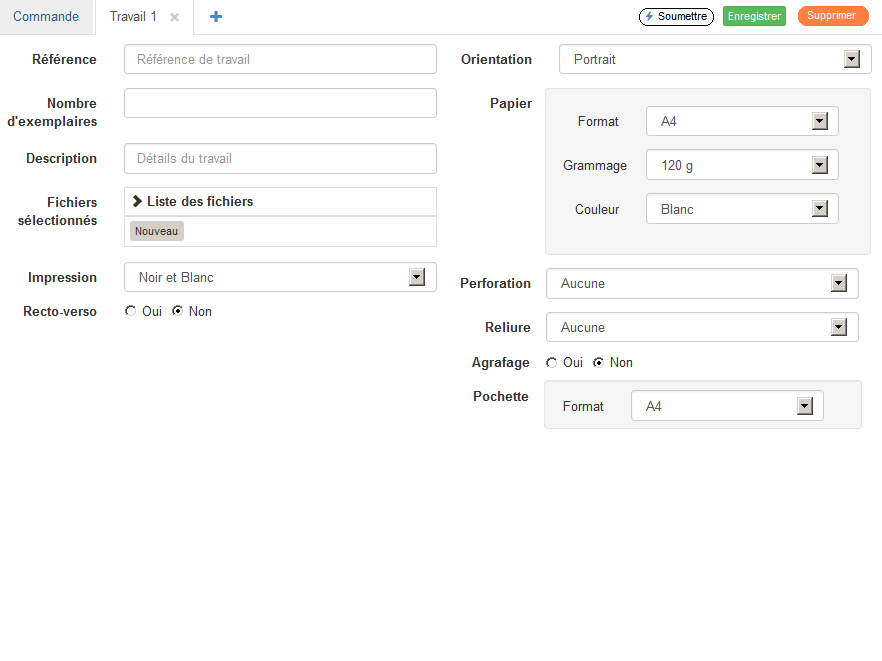 Commande
Travail 1
Soumettre
Enregistrer
Supprimer
Référence
Référence de travail
Nombre
d'exemplaires
Description
Détails du travail
Fichiers
sélectionnés
Liste des fichiers
Nouveau
Impression
Noir et Blanc
Recto-verso
Oui
Non
Orientation
Portrait
Papier
Format
A4
Grammage
120 g
Couleur
Blanc
Perforation
Aucune
Reliure
Aucune
Agrafage
Oui
Non
Pochette
Format
A4